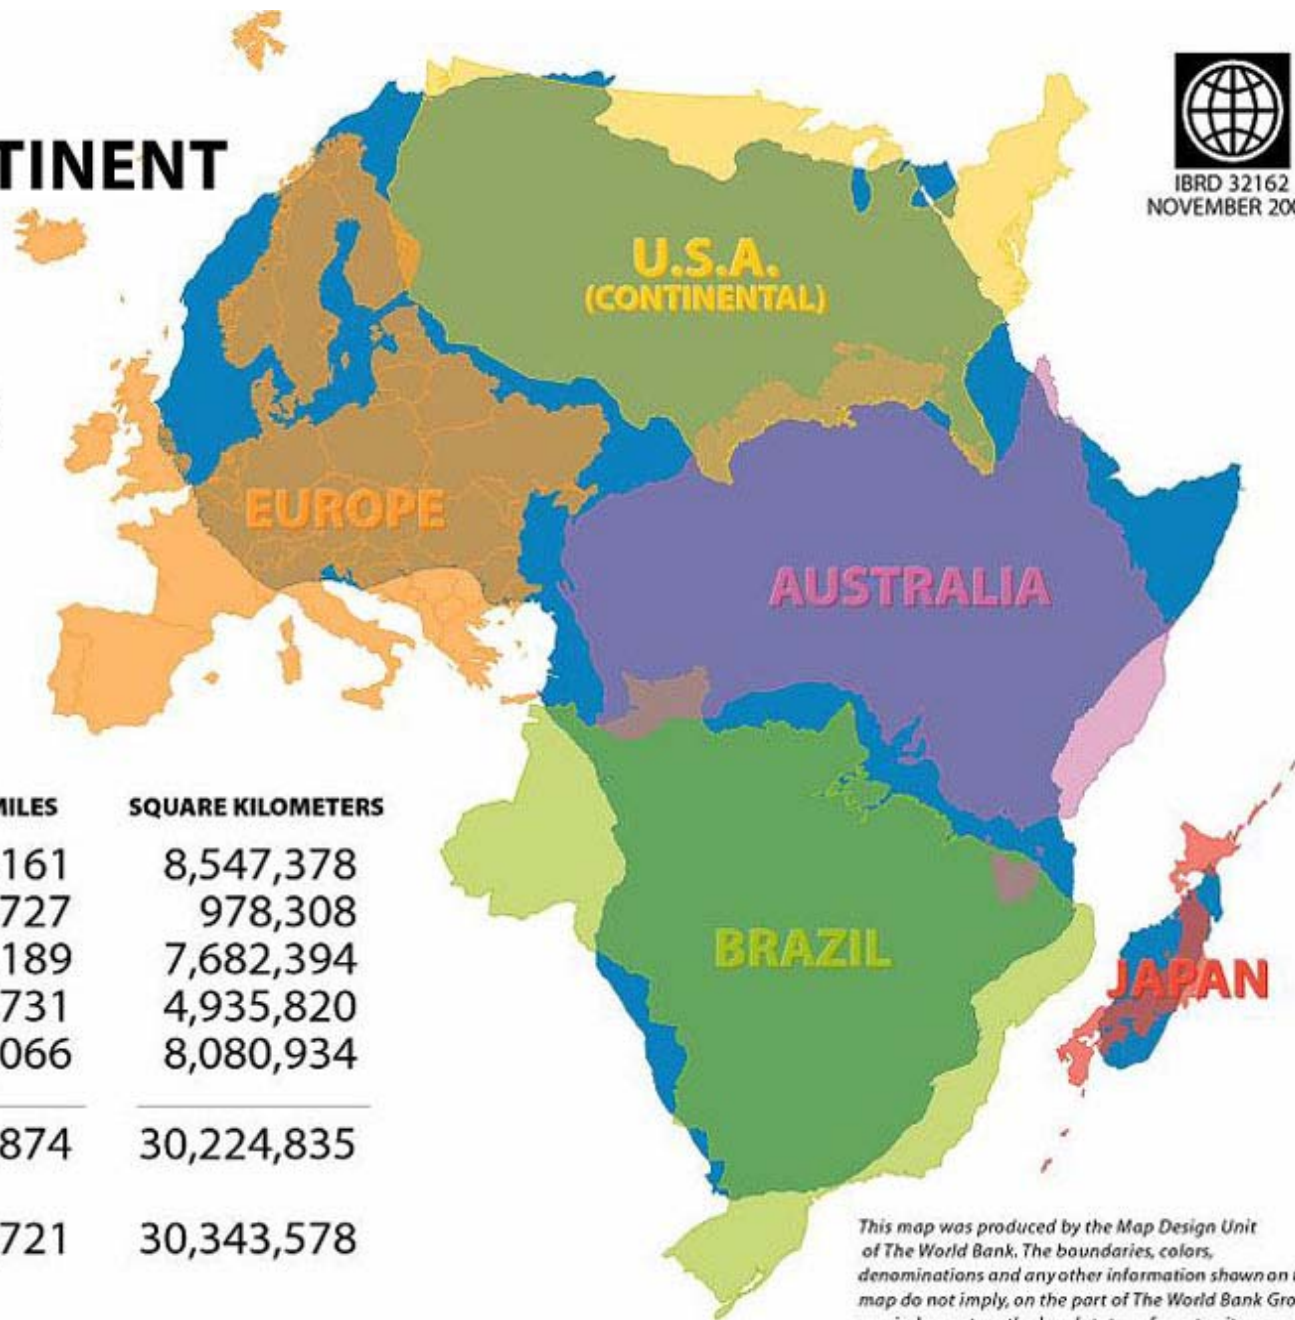 TINENT
IBRD 32162
NOVEMBER 200
U.S.A.
(CONTINENTAL)
EUROPE
AUSTRALIA
BRAZIL
JAPAN
MILES SQUARE KILOMETERS
161 8,547,378
727 978,308
189 7,682,394
731 4,935,820
066 8,080,934
874 30,224,835
721 30,343,578
This map was produced by the Map Design Unit
of The World Bank. The boundaries, colors,
denominations and any other information shown on t
map do not imply, on the part of The World Bank Gro